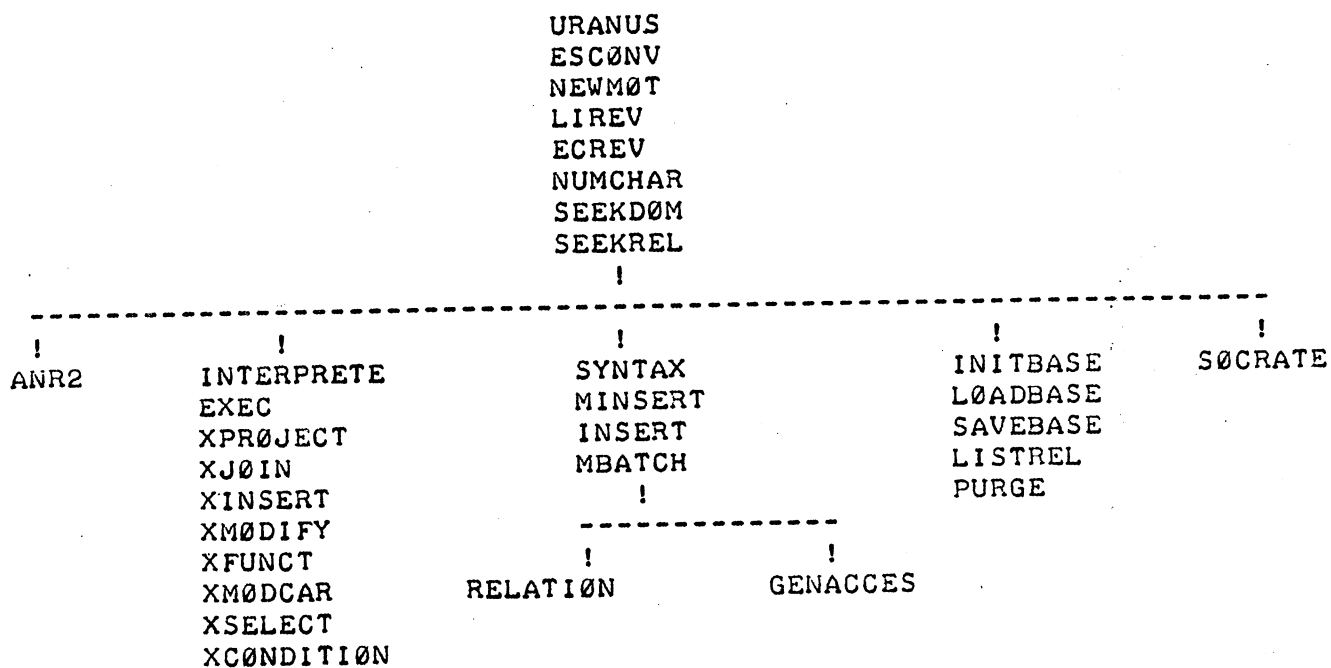 URANUS
ESCØNV
NEWMØT
LIREV
ECREV
NUMCHAR
SEEKDØM
SEEKREL
!
----------------------------------------------------------------------
! ! ! ! !
ANR2 INTERPRETE SYNTAX INITBASE SØCRATE
EXEC MINSERT LØADBASE
XPRØJECT INSERT SAVEBASE
XJØIN MBATCH LISTREL
XINSERT ! PURGE
XMØDIFY --------------
XFUNCT ! !
XMØDCAR RELATIØN GENACCES
XSELECT
XCØNDITIØN